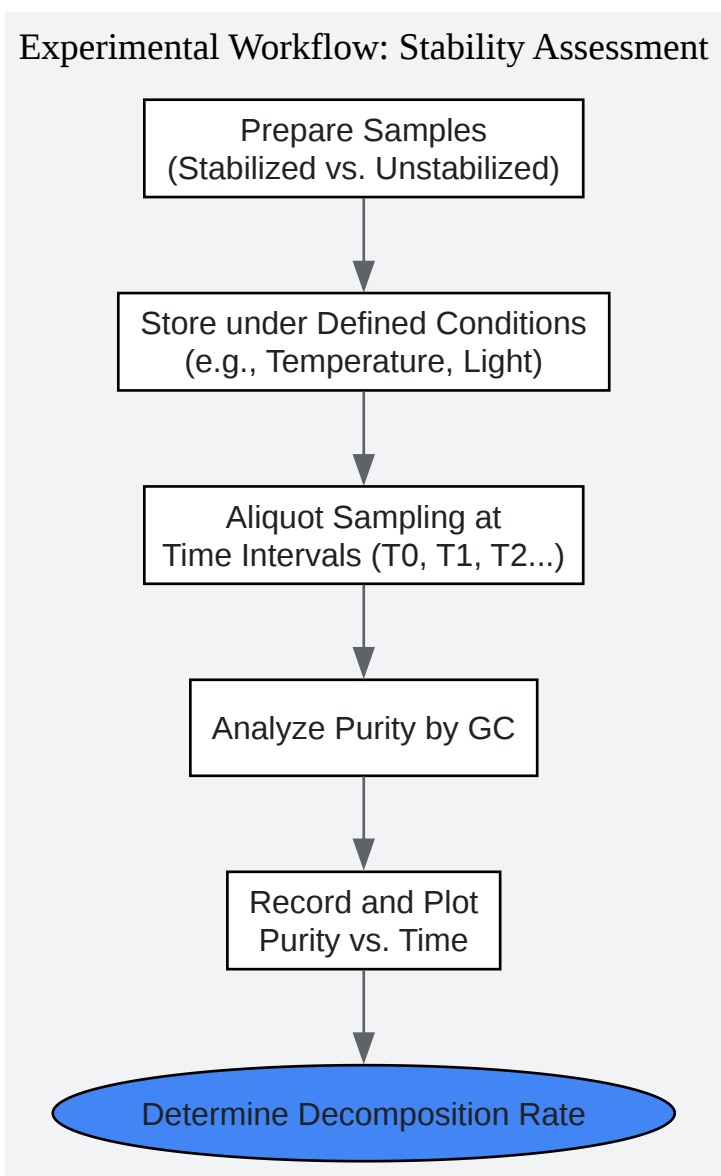 Experimental Workflow: Stability Assessment
Prepare Samples
(Stabilized vs. Unstabilized)
Store under Defined Conditions
(e.g., Temperature, Light)
Aliquot Sampling at
Time Intervals (T0, T1, T2...)
Analyze Purity by GC
Record and Plot
Purity vs. Time
Determine Decomposition Rate